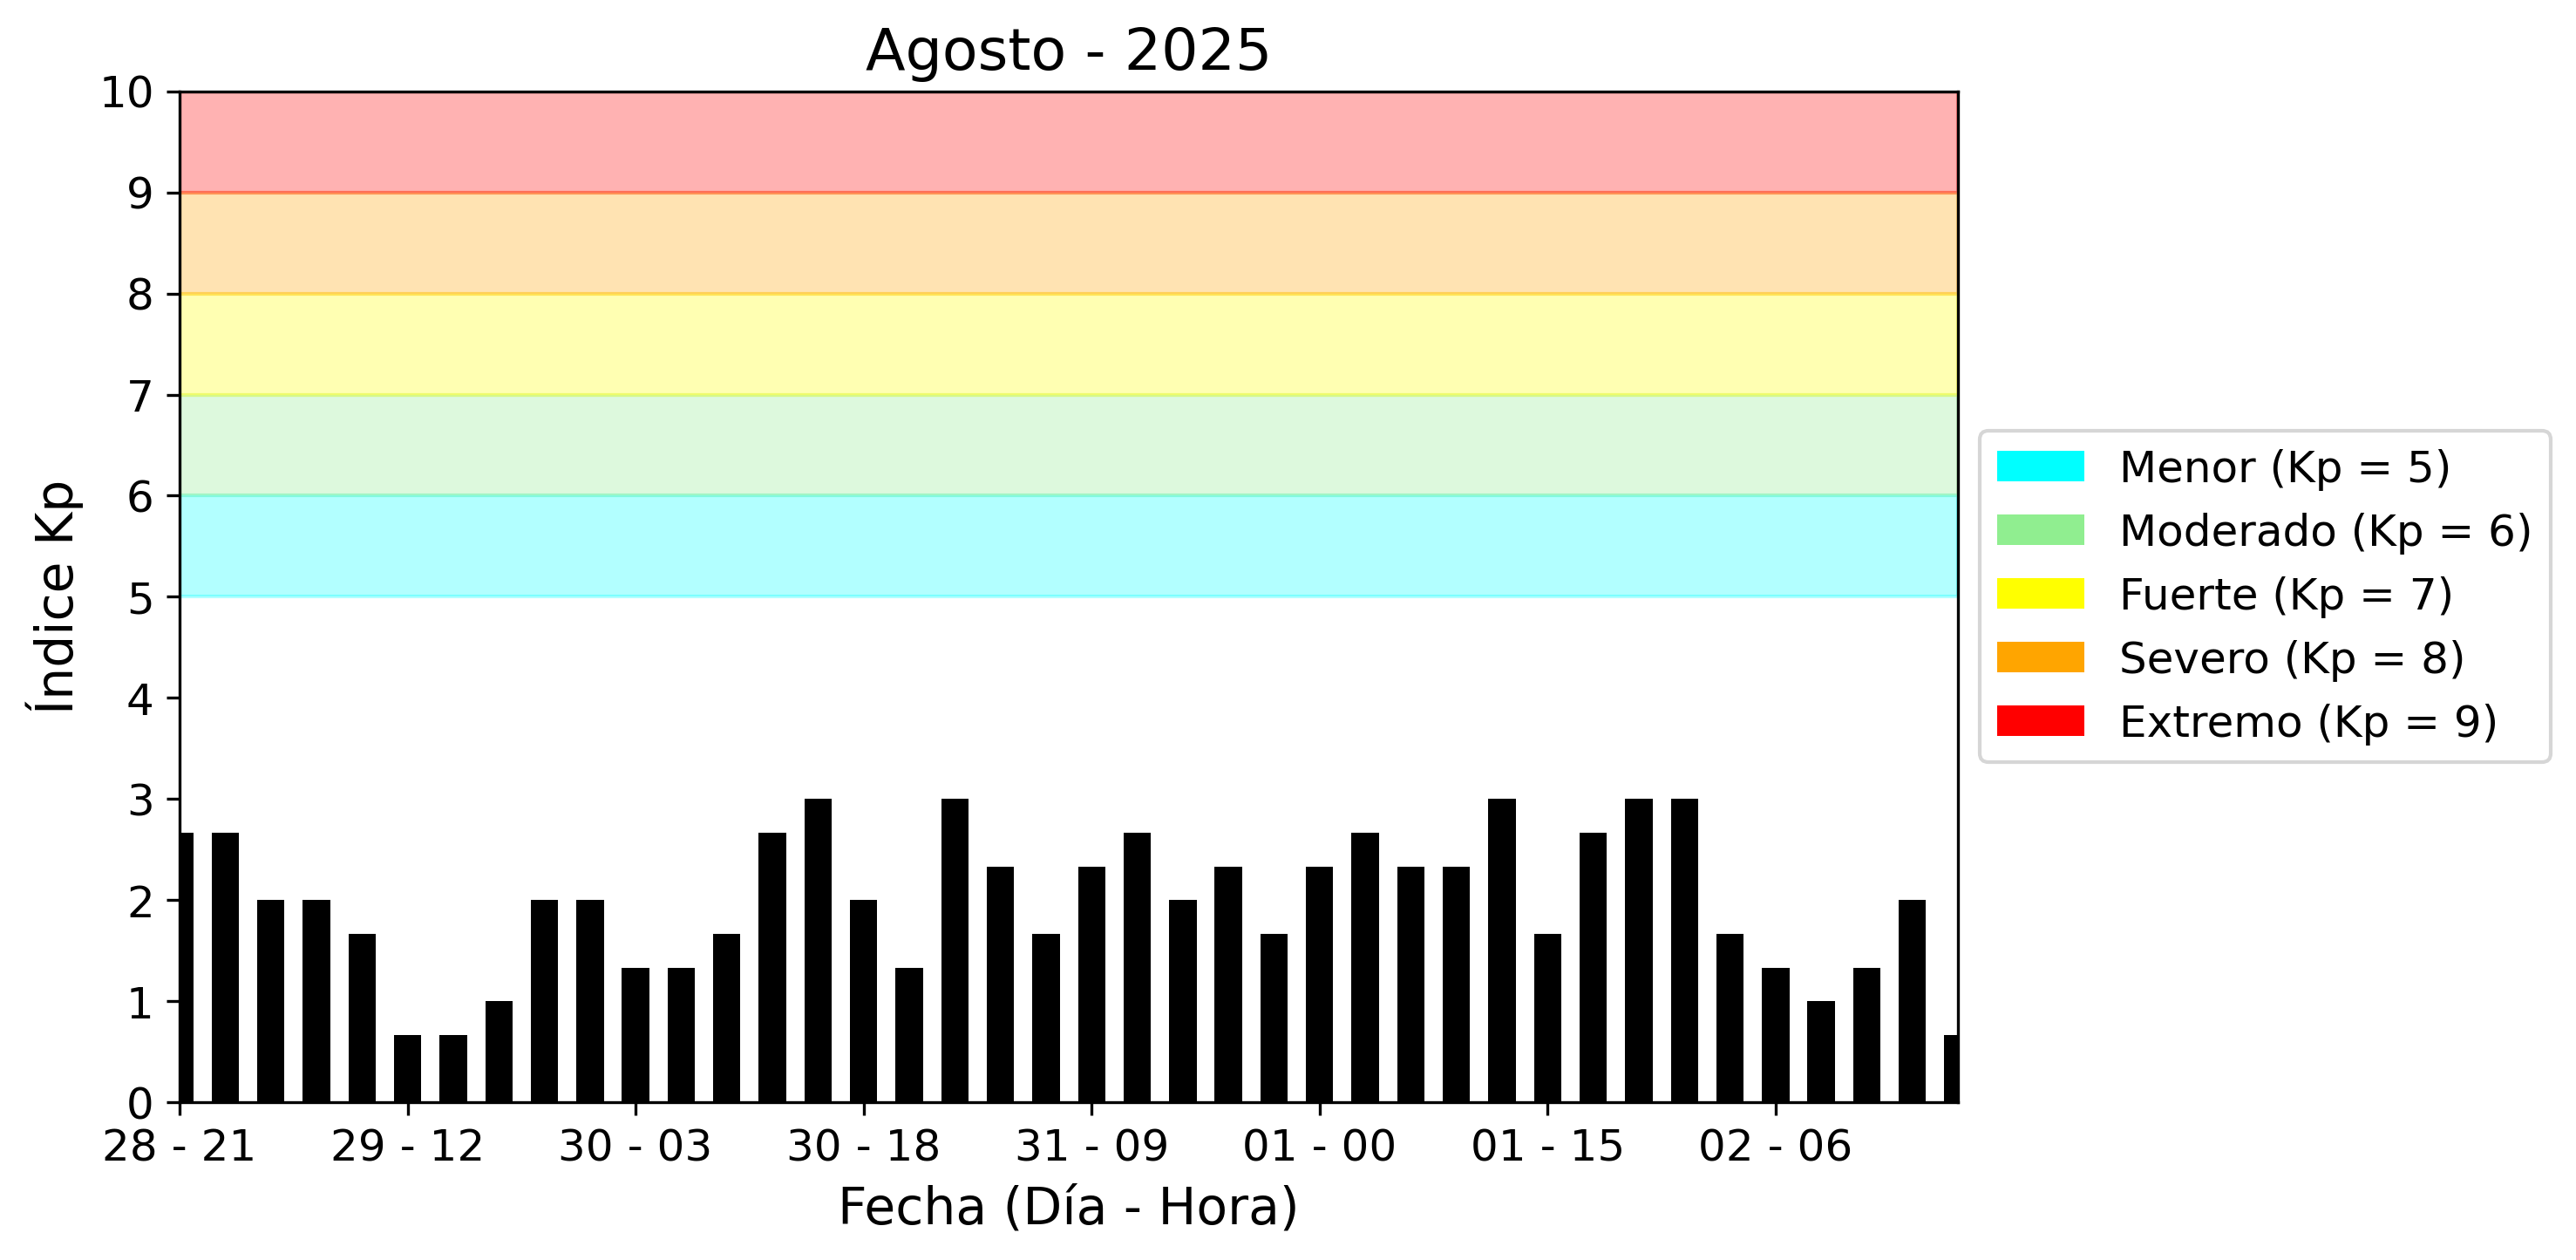 Agosto - 2025
10
9
8
7
6
5
4
3
2
1
0
Índice Kp
28 - 21
29 - 12
30 - 03
30 - 18
31 - 09
01 - 00
01 - 15
02 - 06
Fecha (Día - Hora)
Menor (Kp = 5)
Moderado (Kp = 6)
Fuerte (Kp = 7)
Severo (Kp = 8)
Extremo (Kp = 9)